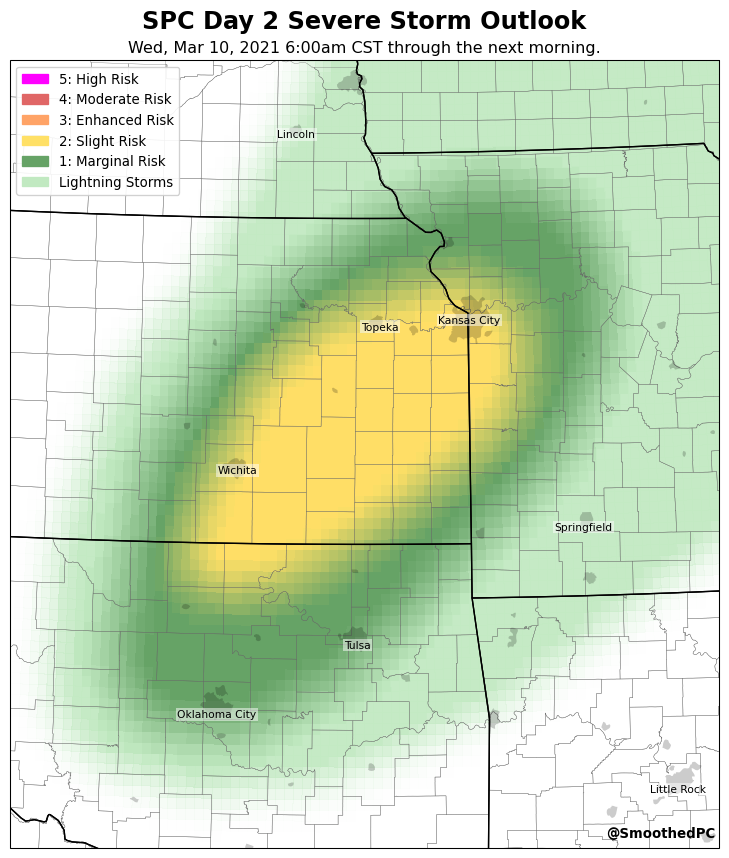 SPC Day 2 Severe Storm Outlook
Wed, Mar 10, 2021 6:00am CST through the next morning.
5: High Risk
4: Moderate Risk
3: Enhanced Risk
2: Slight Risk
1: Marginal Risk
Lightning Storms
Lincoln
Kansas City
Topeka
Wichita
Springfield
Tulsa
Oklahoma City
Little Rock
@SmoothedPC